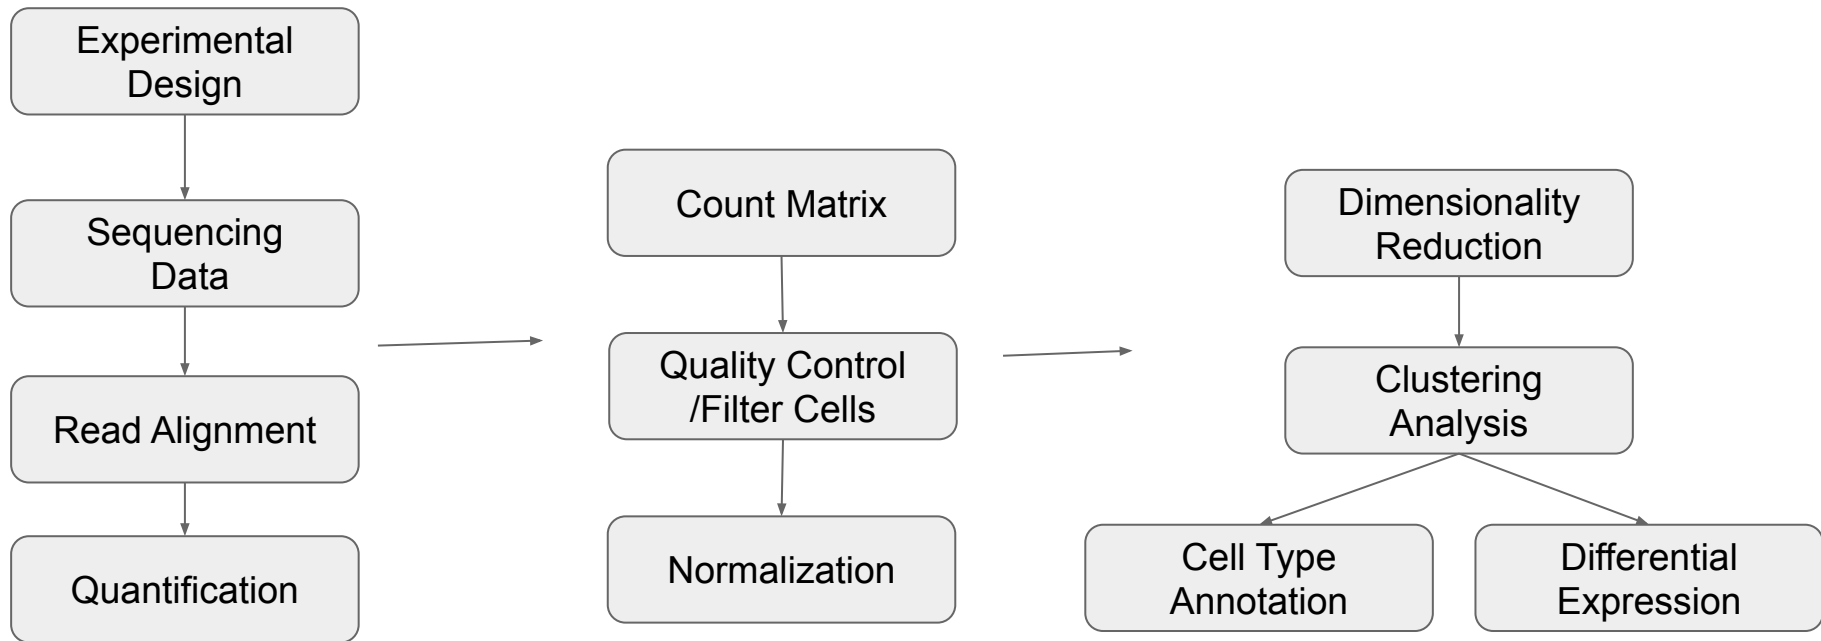 Experimental
Design
Sequencing
Data
Read Alignment
Quantification
Count Matrix
Quality Control
/Filter Cells
Normalization
Dimensionality
Reduction
Clustering
Analysis
Cell Type
Annotation
Differential
Expression